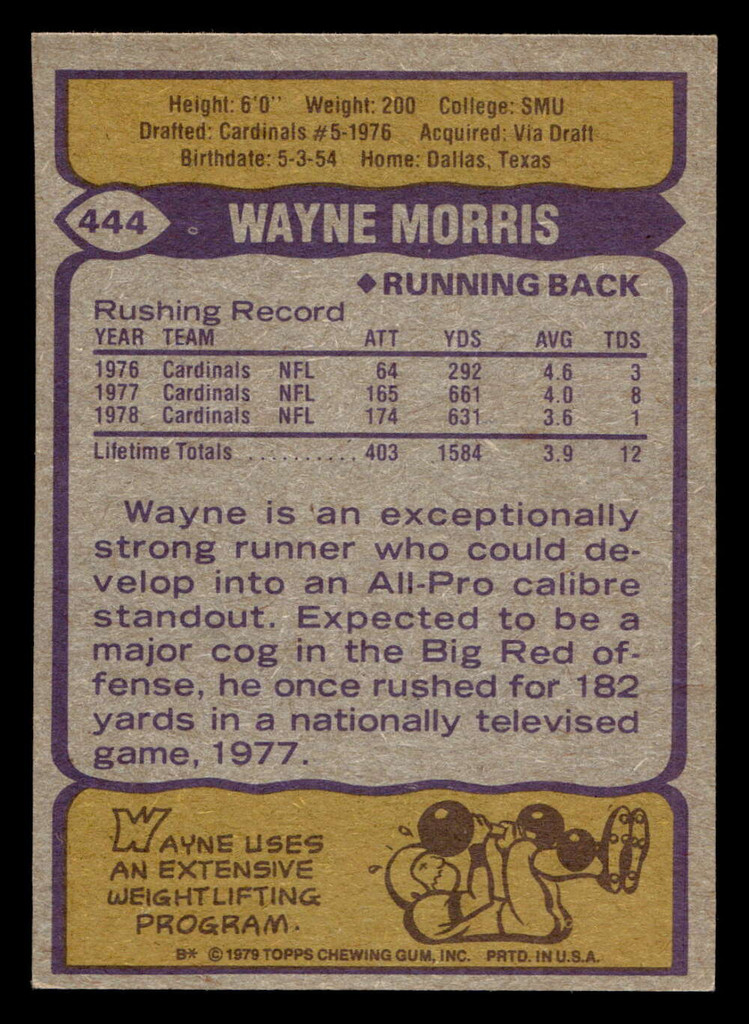 Height: 6'0" Weight: 200 College: SMU
Drafted: Cardinals #5-1976 Acquired: Via Draft
Birthdate: 5-3-54 Home: Dallas, Texas
444 WAYNE MORRIS
◆RUNNING BACK
Rushing Record
YEAR TEAM ATT YDS AVG TDS
1976 Cardinals NFL 64 292 4.6 3
1977 Cardinals NFL 165 661 4.0 8
1978 Cardinals NFL 174 631 3.6 1
Lifetime Totals .......... 403 1584 3.9 12
Wayne is an exceptionally
strong runner who could de-
velop into an All-Pro calibre
standout. Expected to be a
major cog in the Big Red of-
fense, he once rushed for 182
yards in a nationally televised
game, 1977.
WAYNE USES
AN EXTENSIVE
WEIGHTLIFTING
PROGRAM.
B* © 1979 TOPPS CHEWING GUM, INC. PRTD. IN U.S.A.